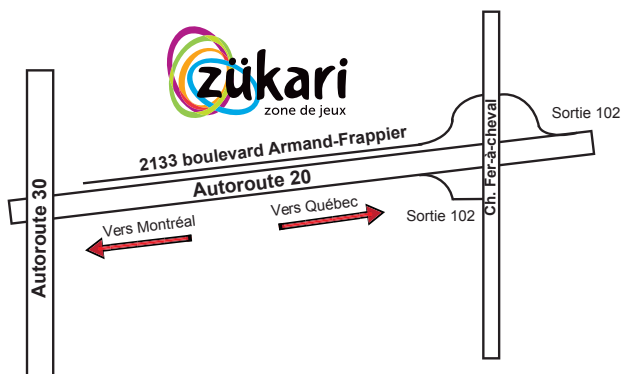 zükari
zone de jeux
Sortie 102
2133 boulevard Armand-Frappier
Autoroute 20
Ch. Fer-à-cheval
Autoroute 30
Vers Montréal
Vers Québec
Sortie 102